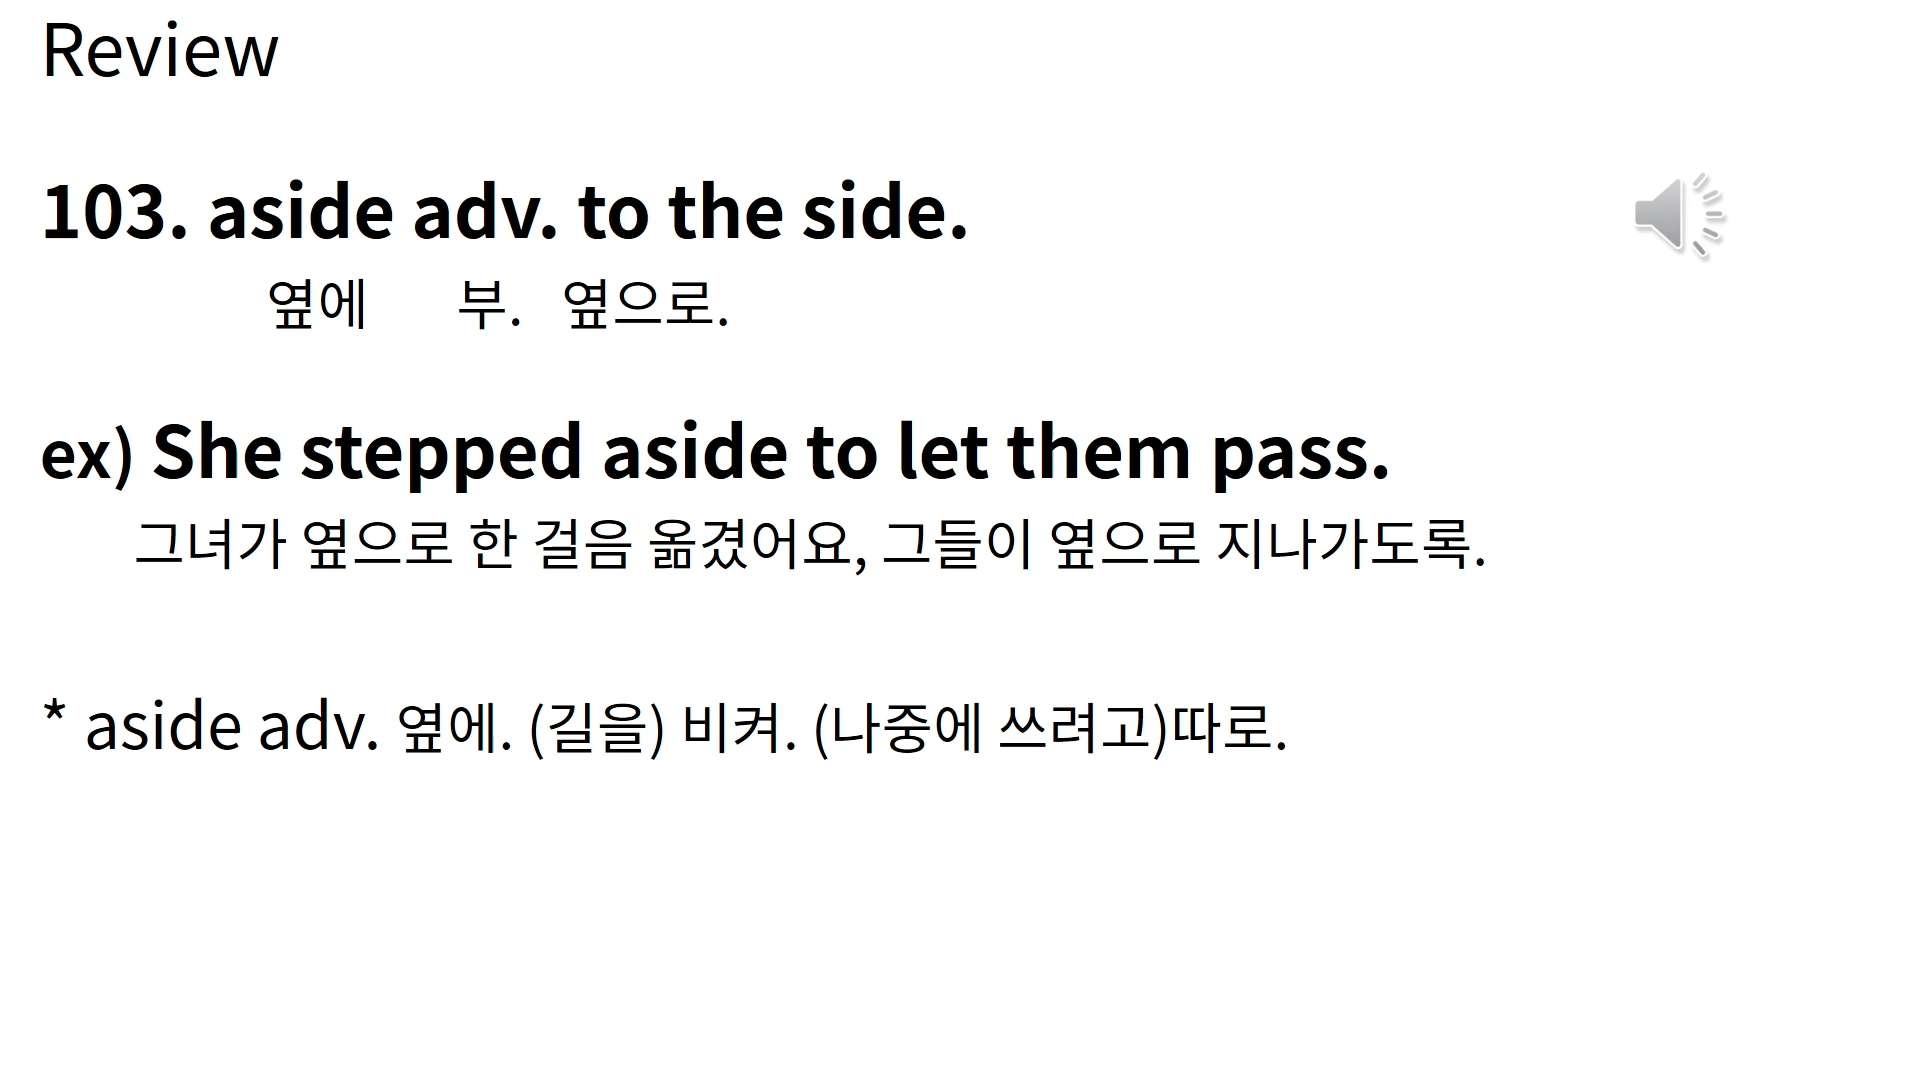 Review
103. aside adv. to the side.
옆에 부. 옆으로.
ex) She stepped aside to let them pass.
그녀가 옆으로 한 걸음 옮겼어요, 그들이 옆으로 지나가도록.
* aside adv. 옆에. (길을) 비켜. (나중에 쓰려고)따로.